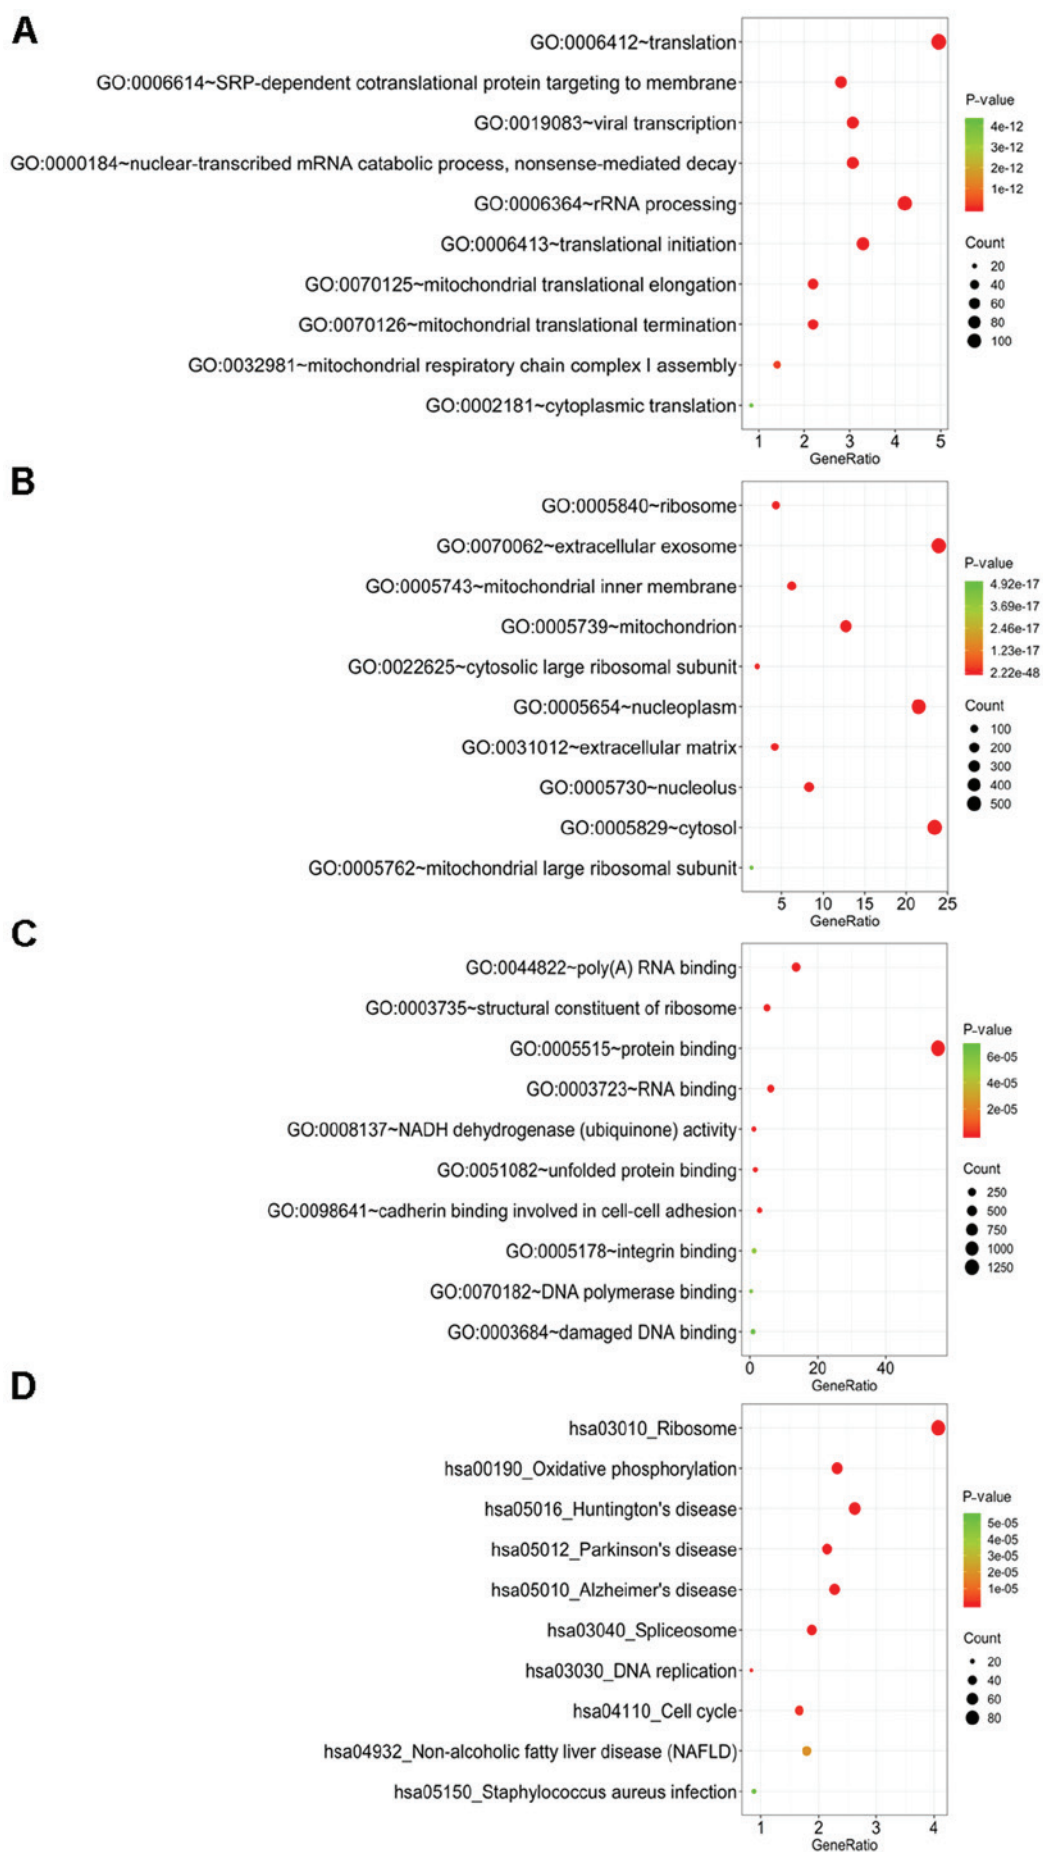 A
GO:0006412~translation
GO:0006614~SRP-dependent cotranslational protein targeting to membrane
GO:0019083~viral transcription
GO:0000184~nuclear-transcribed mRNA catabolic process, nonsense-mediated decay
GO:0006364~rRNA processing
GO:0006413~translational initiation
GO:0070125~mitochondrial translational elongation
GO:0070126~mitochondrial translational termination
GO:0032981~mitochondrial respiratory chain complex I assembly
GO:0002181~cytoplasmic translation
1 2 3 4 5
GeneRatio
P-value
4e-12
3e-12
2e-12
1e-12
Count
20
40
60
80
100
B
GO:0005840~ribosome
GO:0070062~extracellular exosome
GO:0005743~mitochondrial inner membrane
GO:0005739~mitochondrion
GO:0022625~cytosolic large ribosomal subunit
GO:0005654~nucleoplasm
GO:0031012~extracellular matrix
GO:0005730~nucleolus
GO:0005829~cytosol
GO:0005762~mitochondrial large ribosomal subunit
5 10 15 20 25
GeneRatio
P-value
4.92e-17
3.69e-17
2.46e-17
1.23e-17
2.22e-48
Count
100
200
300
400
500
C
GO:0044822~poly(A) RNA binding
GO:0003735~structural constituent of ribosome
GO:0005515~protein binding
GO:0003723~RNA binding
GO:0008137~NADH dehydrogenase (ubiquinone) activity
GO:0051082~unfolded protein binding
GO:0098641~cadherin binding involved in cell-cell adhesion
GO:0005178~integrin binding
GO:0070182~DNA polymerase binding
GO:0003684~damaged DNA binding
0 20 40
GeneRatio
P-value
6e-05
4e-05
2e-05
Count
250
500
750
1000
1250
D
hsa03010_Ribosome
hsa00190_Oxidative phosphorylation
hsa05016_Huntington's disease
hsa05012_Parkinson's disease
hsa05010_Alzheimer's disease
hsa03040_Spliceosome
hsa03030_DNA replication
hsa04110_Cell cycle
hsa04932_Non-alcoholic fatty liver disease (NAFLD)
hsa05150_Staphylococcus aureus infection
1 2 3 4
GeneRatio
P-value
5e-05
4e-05
3e-05
2e-05
1e-05
Count
20
40
60
80